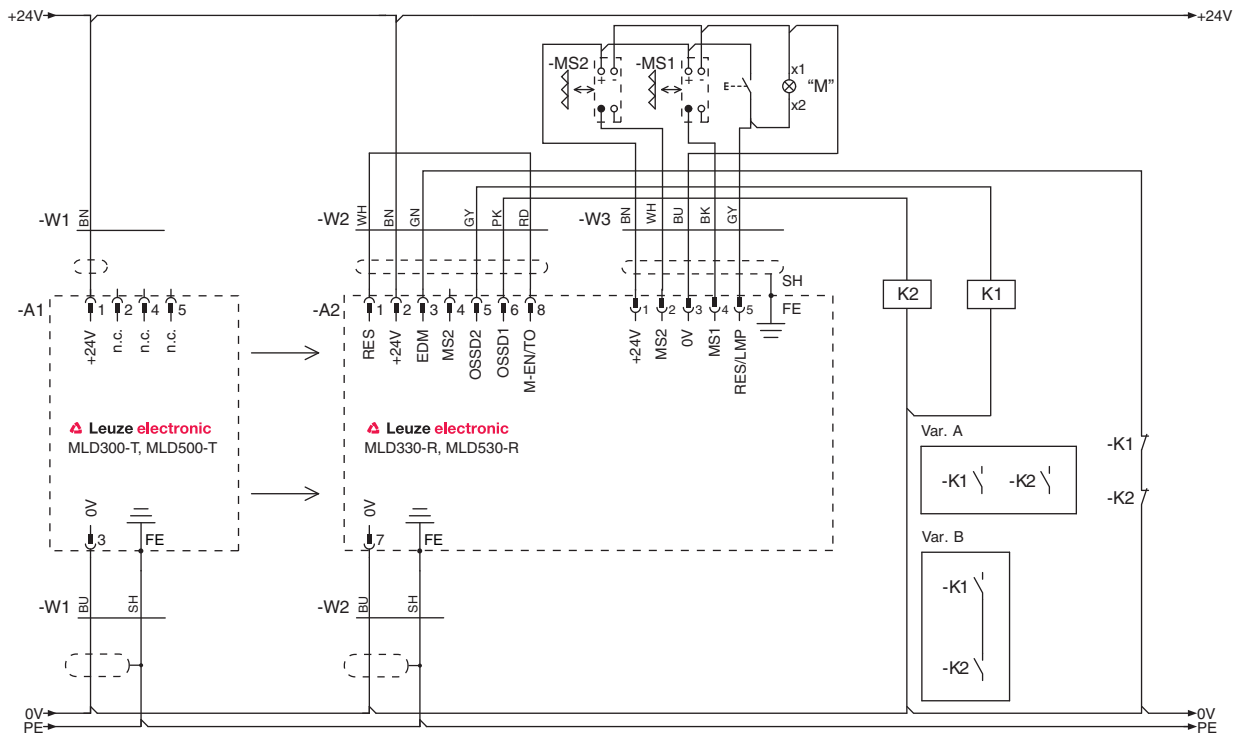 +24V +24V
-MS2 + - -MS1 + - E x1 "M"
x2
-W1 BN -W2 WH BN GN GY PK RD -W3 BN WH BU BK GY
SH
K2 K1
-A1 1 2 4 5 -A2 1 2 3 4 5 6 8 1 2 3 4 5 FE
+24V n.c. n.c. n.c. RES +24V EDM MS2 OSSD2 OSSD1 M-EN/TO +24V MS2 0V MS1 RES/LMP
Leuze electronic Leuze electronic
MLD300-T, MLD500-T MLD330-R, MLD530-R
Var. A
-K1 -K2
-K1
-K2
0V 0V
3 FE 7 FE
Var. B
-K1
-K2
-W1 BU SH -W2 BU SH
0V 0V
PE PE